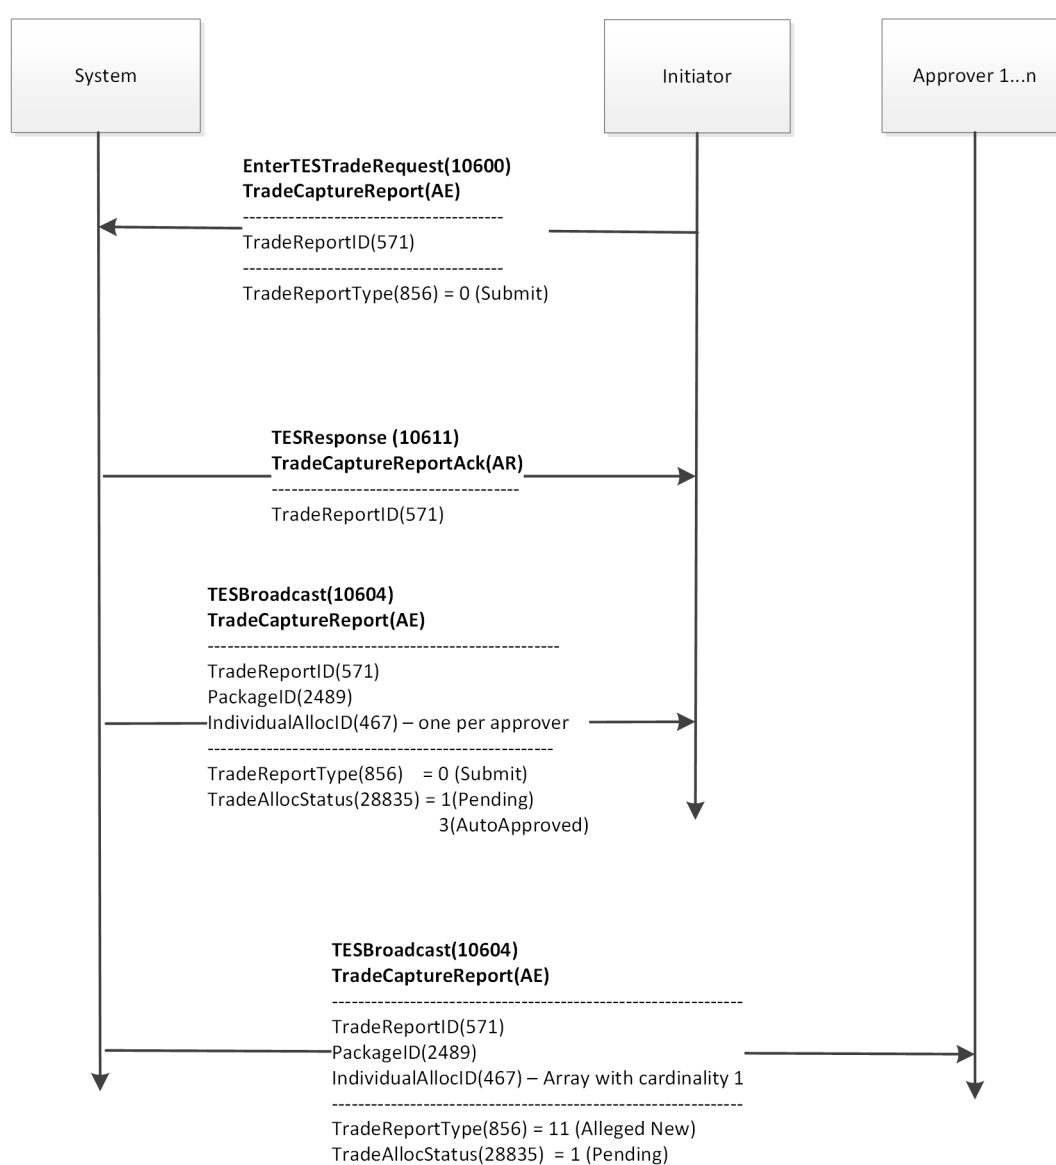 System
Initiator
Approver 1...n
EnterTESTradeRequest(10600)
TradeCaptureReport(AE)
----------------------------------------
TradeReportID(571)
----------------------------------------
TradeReportType(856) = 0 (Submit)
TESResponse (10611)
TradeCaptureReportAck(AR)
--------------------------------------
TradeReportID(571)
TESBroadcast(10604)
TradeCaptureReport(AE)
------------------------------------------------------
TradeReportID(571)
PackageID(2489)
IndividualAllocID(467) – one per approver
-----------------------------------------------------
TradeReportType(856) = 0 (Submit)
TradeAllocStatus(28835) = 1(Pending)
3(AutoApproved)
TESBroadcast(10604)
TradeCaptureReport(AE)
---------------------------------------------------------------
TradeReportID(571)
PackageID(2489)
IndividualAllocID(467) – Array with cardinality 1
---------------------------------------------------------------
TradeReportType(856) = 11 (Alleged New)
TradeAllocStatus(28835) = 1 (Pending)